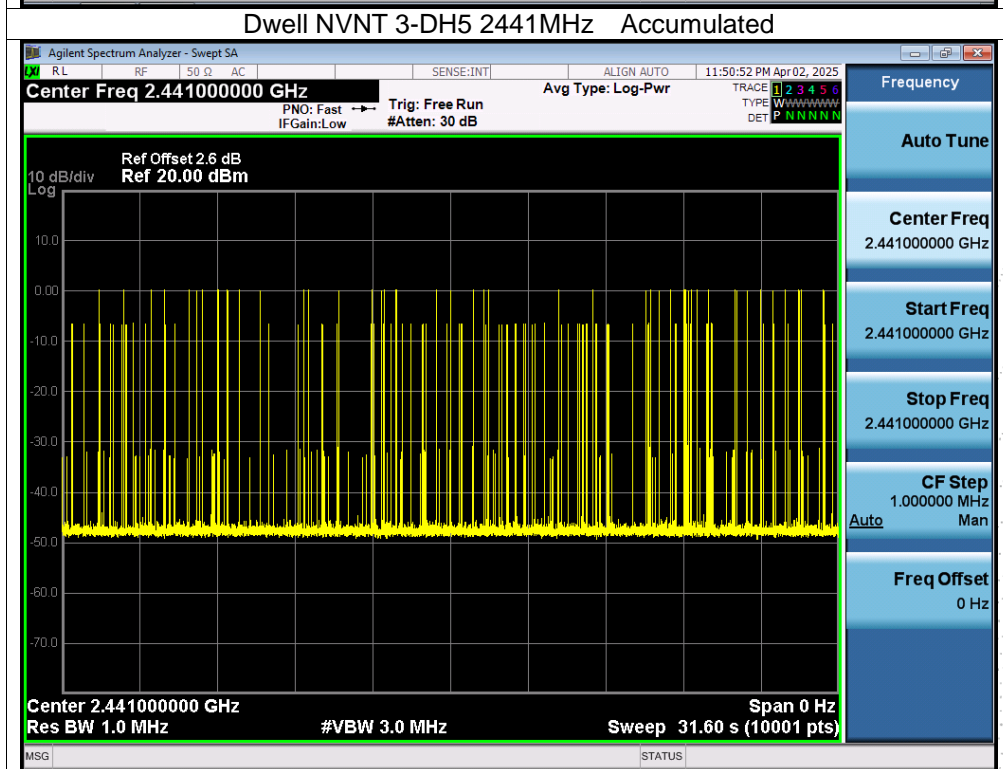 Dwell NVNT 3-DH5 2441MHz Accumulated
Agilent Spectrum Analyzer - Swept SA
LXI RL RF 50 Ω AC SENSE:INT ALIGN AUTO 11:50:52 PM Apr 02, 2025
Center Freq 2.441000000 GHz
PNO: Fast
IFGain:Low
Trig: Free Run
#Atten: 30 dB
Avg Type: Log-Pwr
TRACE 1 2 3 4 5 6
TYPE WWWWWWW
DET P N N N N N
Frequency
Auto Tune
Center Freq
2.441000000 GHz
Start Freq
2.441000000 GHz
Stop Freq
2.441000000 GHz
CF Step
1.000000 MHz
Auto Man
Freq Offset
0 Hz
Ref Offset 2.6 dB
10 dB/div Ref 20.00 dBm
Log
10.0
0.00
-10.0
-20.0
-30.0
-40.0
-50.0
-60.0
-70.0
Center 2.441000000 GHz Span 0 Hz
Res BW 1.0 MHz #VBW 3.0 MHz Sweep 31.60 s (10001 pts)
MSG STATUS